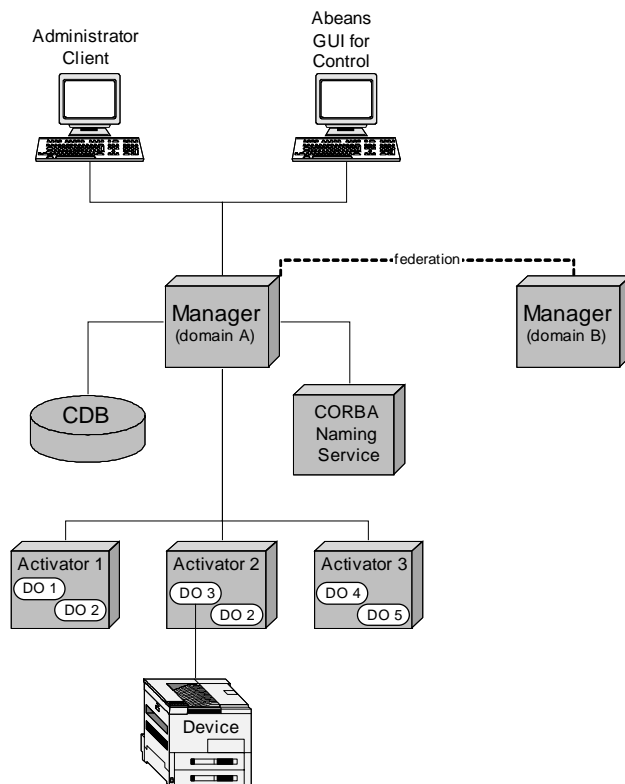 Administrator
Client
Abeans
GUI for
Control
federation
Manager
(domain A)
Manager
(domain B)
CDB
CORBA
Naming
Service
Activator 1
DO 1
DO 2
Activator 2
DO 3
DO 2
Activator 3
DO 4
DO 5
Device